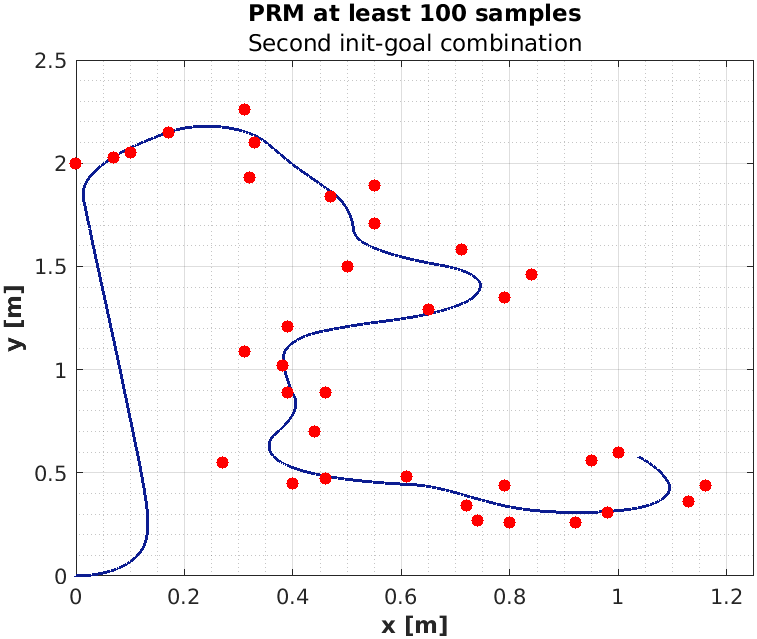 PRM at least 100 samples
Second init-goal combination
2.5
2
1.5
1
0.5
0
y [m]
0 0.2 0.4 0.6 0.8 1 1.2
x [m]